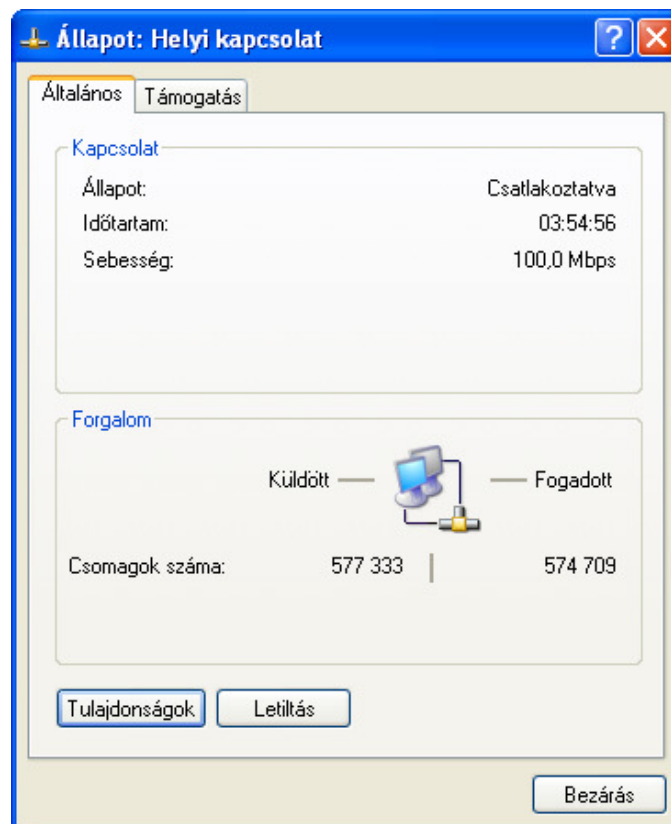 Állapot: Helyi kapcsolat
Általános Támogatás
Kapcsolat
Állapot: Csatlakoztatva
Időtartam: 03:54:56
Sebesség: 100,0 Mbps
Forgalom
Küldött Fogadott
Csomagok száma: 577 333 574 709
Tulajdonságok Letiltás
Bezárás